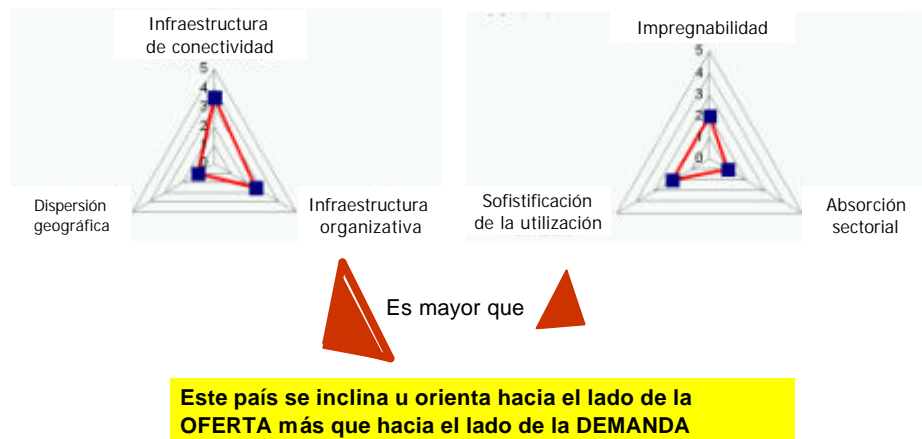 Infraestructura
de conectividad
5
4
3
2
1
0
Dispersión
geográfica
Infraestructura
organizativa
Impregnabilidad
5
4
3
2
1
0
Sofistificación
de la utilización
Absorción
sectorial
Es mayor que
Este país se inclina u orienta hacia el lado de la
OFERTA más que hacia el lado de la DEMANDA